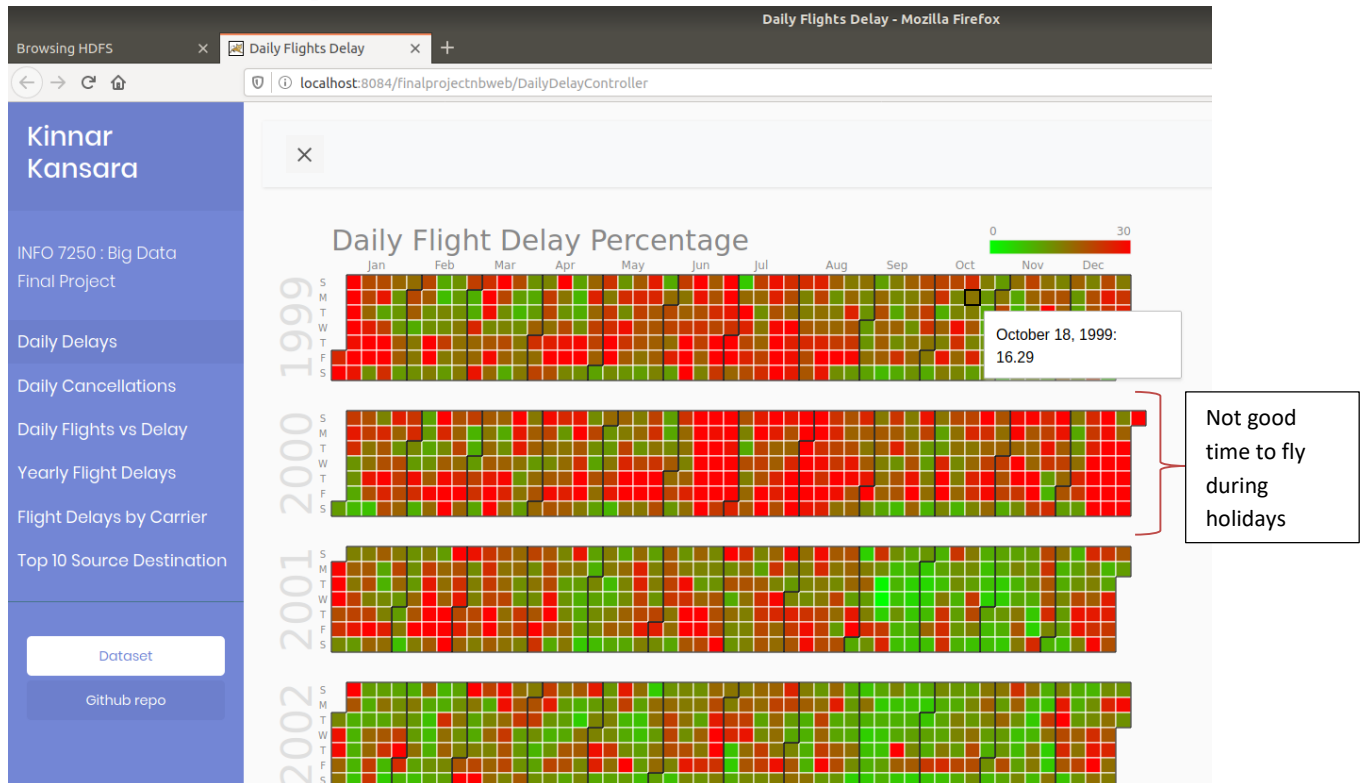 Daily Flights Delay - Mozilla Firefox
Browsing HDFS
Daily Flights Delay
localhost:8084/finalprojectnbweb/DailyDelayController
Kinnar
Kansara
INFO 7250 : Big Data
Final Project
Daily Delays
Daily Cancellations
Daily Flights vs Delay
Yearly Flight Delays
Flight Delays by Carrier
Top 10 Source Destination
Dataset
Github repo
Daily Flight Delay Percentage
0 30
Jan Feb Mar Apr May Jun Jul Aug Sep Oct Nov Dec
1999
S
M
T
W
T
F
S
October 18, 1999:
16.29
2000
S
M
T
W
T
F
S
Not good
time to fly
during
holidays
2001
S
M
T
W
T
F
S
2002
S
M
T
W
T
F
S